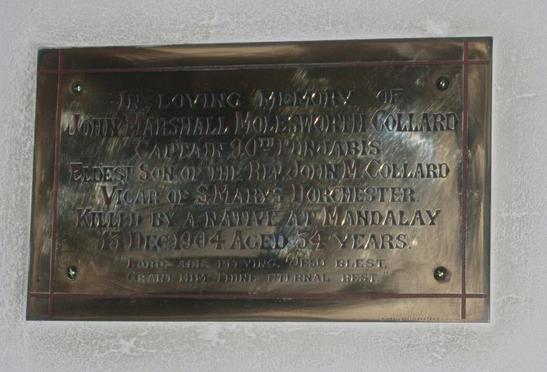 IN LOVING MEMORY OF
JOHN MARSHALL MOLESWORTH COLLARD
CAPTAIN 90TH PUNJABIS
ELDEST SON OF THE REV. JOHN M. COLLARD
VICAR OF S. MARY'S DORCHESTER.
KILLED BY A NATIVE AT MANDALAY
13 DEC. 1904 AGED 34 YEARS.
"LORD ALL PITYING, JESU BLEST,
GRANT HIM THINE ETERNAL REST."